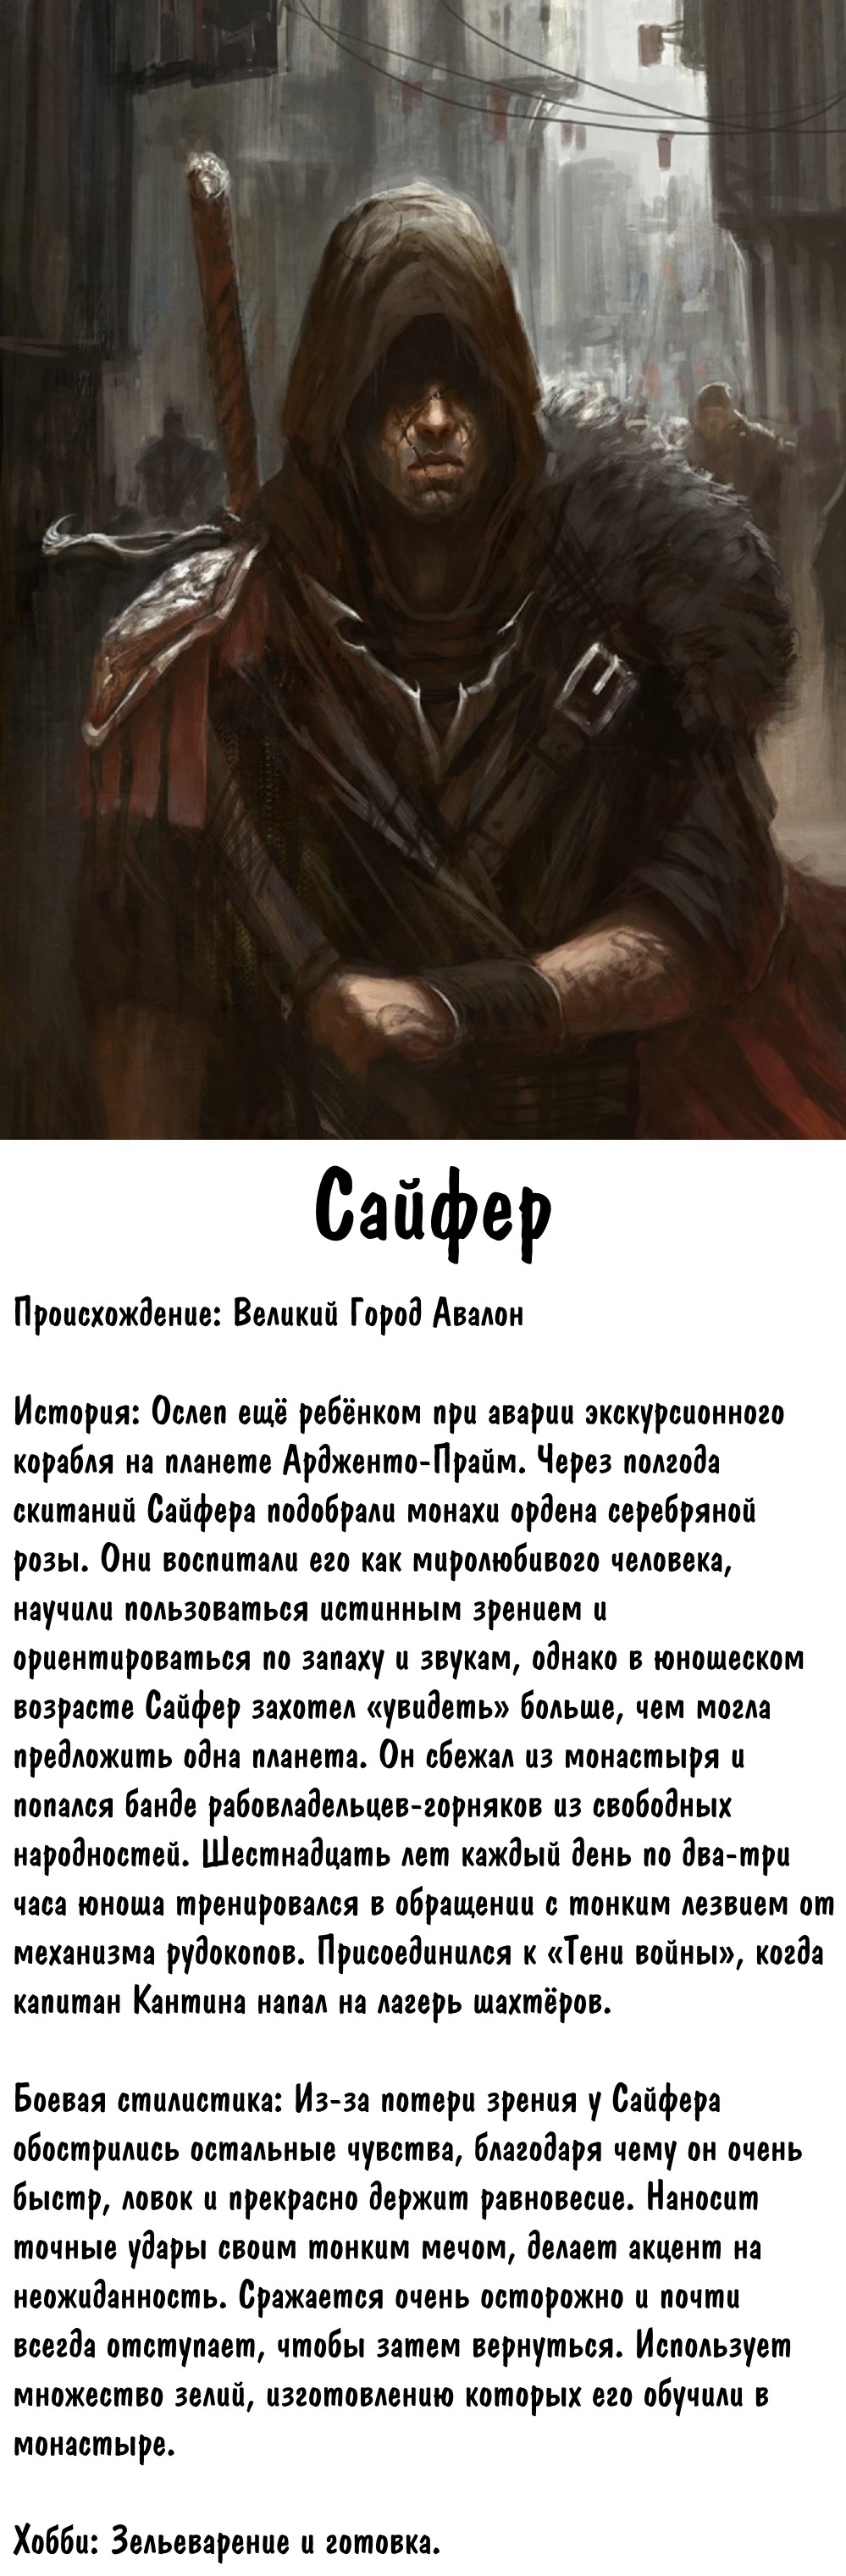 Сайфер
Происхождение: Великий Город Авалон
История: Ослеп ещё ребёнком при аварии экскурсионного
корабля на планете Ардженто-Прайм. Через полгода
скитаний Сайфера подобрали монахи ордена серебряной
розы. Они воспитали его как миролюбивого человека,
научили пользоваться истинным зрением и
ориентироваться по запаху и звукам, однако в юношеском
возрасте Сайфер захотел «увидеть» больше, чем могла
предложить одна планета. Он сбежал из монастыря и
попался банде рабовладельцев-горняков из свободных
народностей. Шестнадцать лет каждый день по два-три
часа юноша тренировался в обращении с тонким лезвием от
механизма рудокопов. Присоединился к «Тени войны», когда
капитан Кантина напал на лагерь шахтёров.
Боевая стилистика: Из-за потери зрения у Сайфера
обострились остальные чувства, благодаря чему он очень
быстр, ловок и прекрасно держит равновесие. Наносит
точные удары своим тонким мечом, делает акцент на
неожиданность. Сражается очень осторожно и почти
всегда отступает, чтобы затем вернуться. Использует
множество зелий, изготовлению которых его обучили в
монастыре.
Хобби: Зельеварение и готовка.